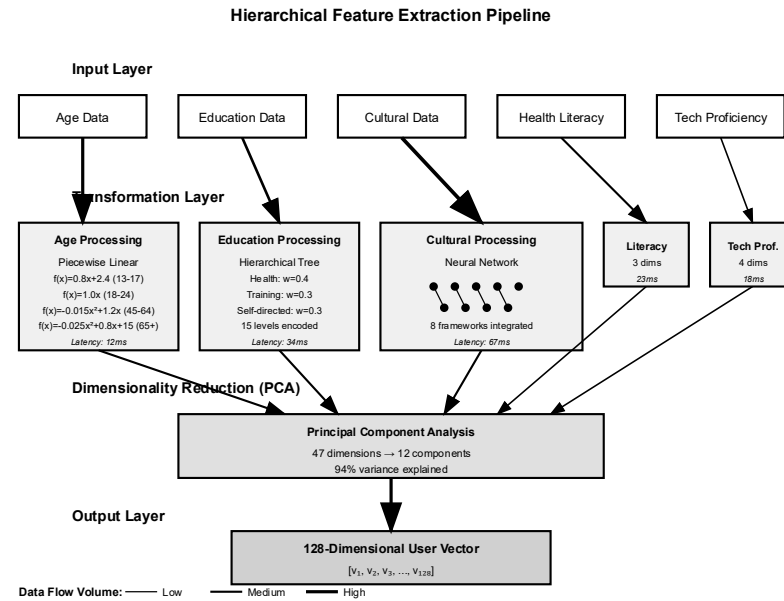 Hierarchical Feature Extraction Pipeline
Input Layer
Age Data
Education Data
Cultural Data
Health Literacy
Tech Proficiency
Transformation Layer
Age Processing
Piecewise Linear
f(x)=0.8x+2.4 (13-17)
f(x)=1.0x (18-24)
f(x)=-0.015x²+1.2x (45-64)
f(x)=-0.025x²+0.8x+15 (65+)
Latency: 12ms
Education Processing
Hierarchical Tree
Health: w=0.4
Training: w=0.3
Self-directed: w=0.3
15 levels encoded
Latency: 34ms
Cultural Processing
Neural Network
8 frameworks integrated
Latency: 67ms
Literacy
3 dims
23ms
Tech Prof.
4 dims
18ms
Dimensionality Reduction (PCA)
Principal Component Analysis
47 dimensions → 12 components
94% variance explained
Output Layer
128-Dimensional User Vector
[v₁, v₂, v₃, ..., v₁₂₈]
Data Flow Volume: Low Medium High